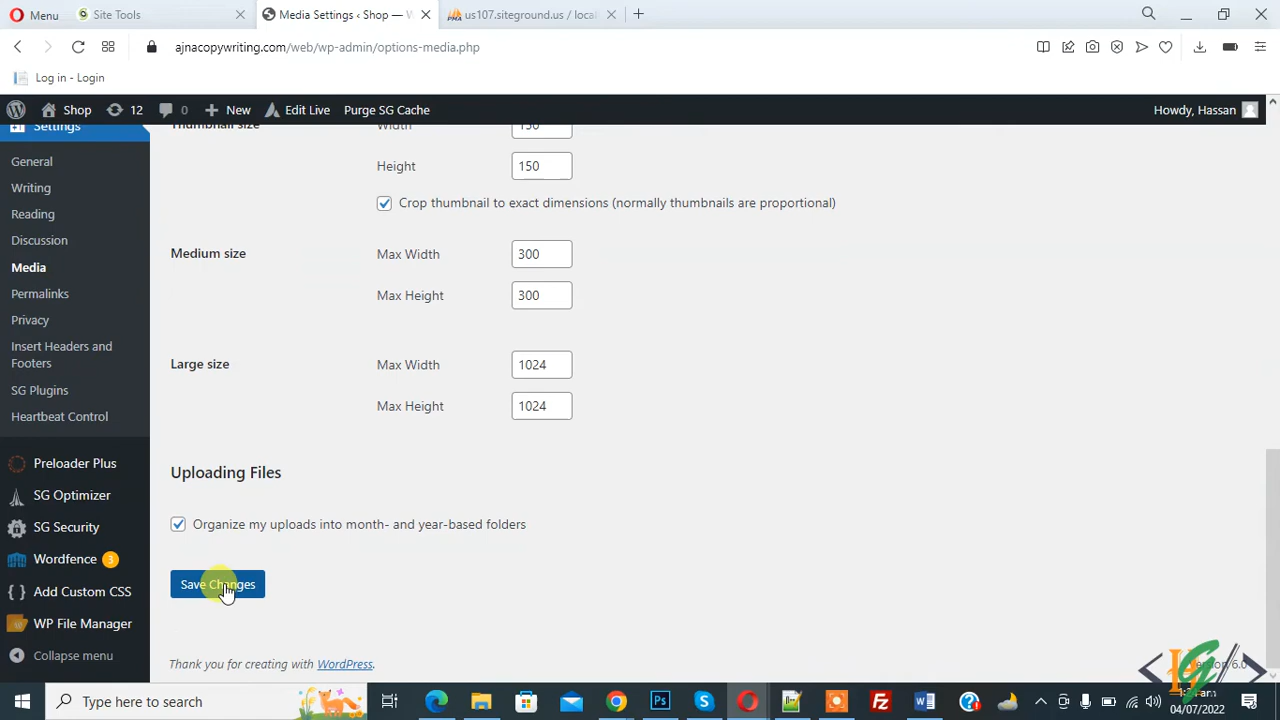 Menu
Site Tools
Media Settings ‹ Shop — W
us107.siteground.us / local
ajnacopywriting.com/web/wp-admin/options-media.php
Log in - Login
Shop
12
0
New
Edit Live
Purge SG Cache
Howdy, Hassan
Settings
General
Writing
Reading
Discussion
Media
Permalinks
Privacy
Insert Headers and
Footers
SG Plugins
Heartbeat Control
Preloader Plus
SG Optimizer
SG Security
Wordfence 3
Add Custom CSS
WP File Manager
Collapse menu
Thumbnail size
Width 150
Height 150
Crop thumbnail to exact dimensions (normally thumbnails are proportional)
Medium size
Max Width 300
Max Height 300
Large size
Max Width 1024
Max Height 1024
Uploading Files
Organize my uploads into month- and year-based folders
Save Changes
Thank you for creating with WordPress.
Type here to search
04/07/2022